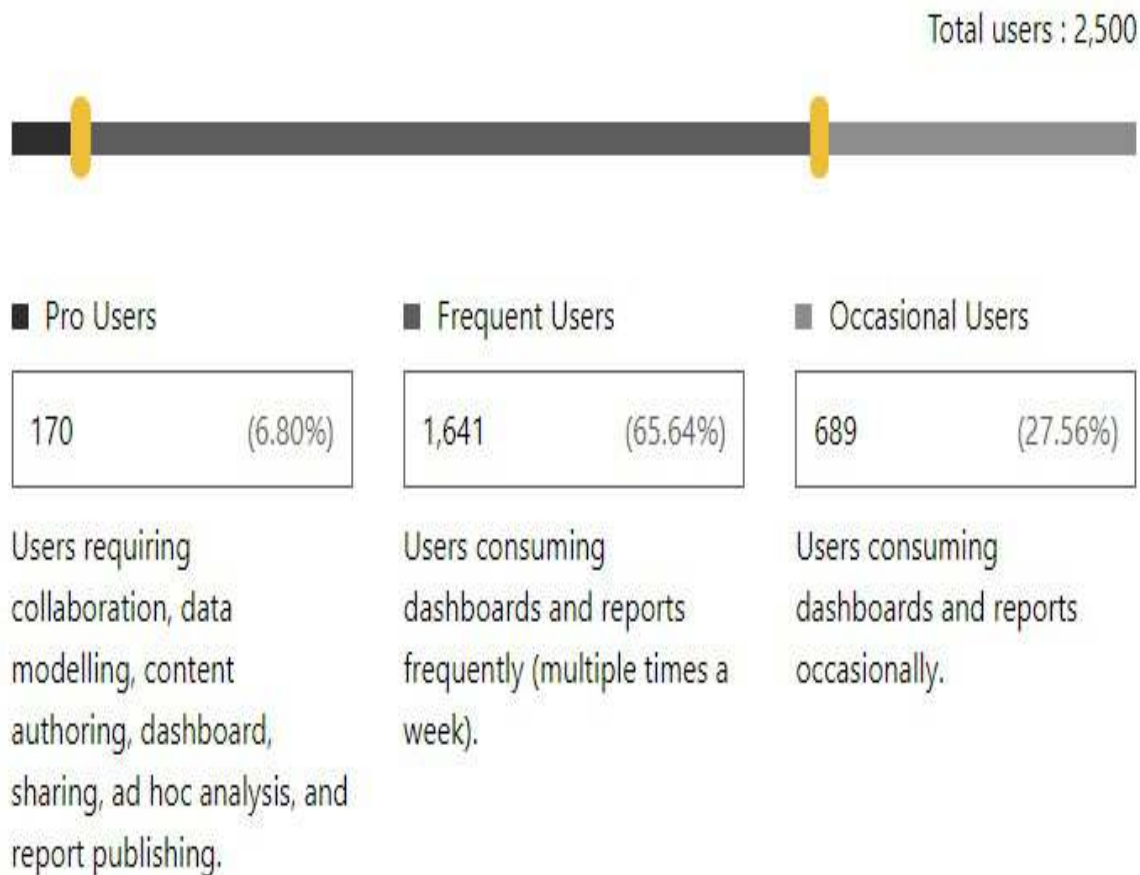 Total users : 2,500
Pro Users
Frequent Users
Occasional Users
170 (6.80%)
1,641 (65.64%)
689 (27.56%)
Users requiring
collaboration, data
modelling, content
authoring, dashboard,
sharing, ad hoc analysis, and
report publishing.
Users consuming
dashboards and reports
frequently (multiple times a
week).
Users consuming
dashboards and reports
occasionally.